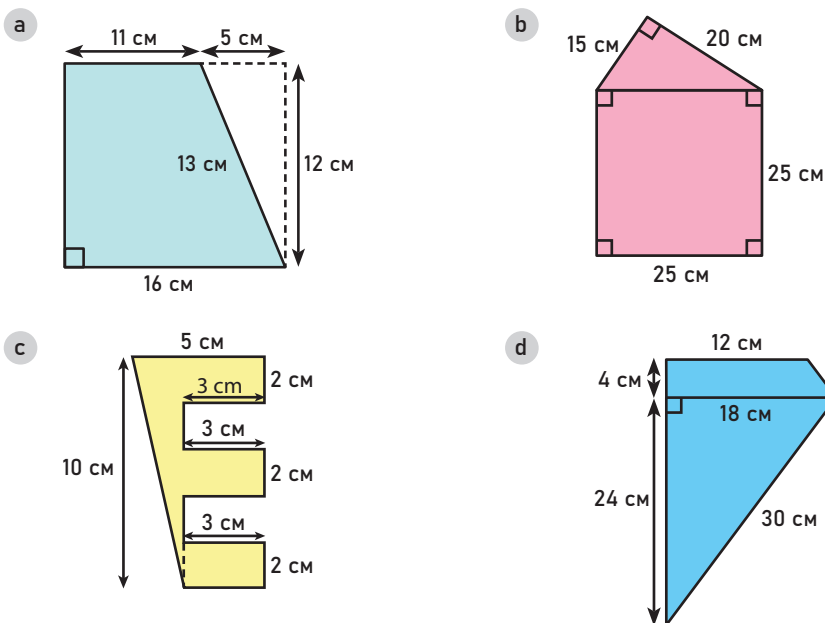 a
11 см
5 см
13 см
12 см
16 см
b
15 см
20 см
25 см
25 см
c
5 см
3 cm
2 см
3 см
10 см
2 см
3 см
2 см
d
12 см
4 см
18 см
24 см
30 см